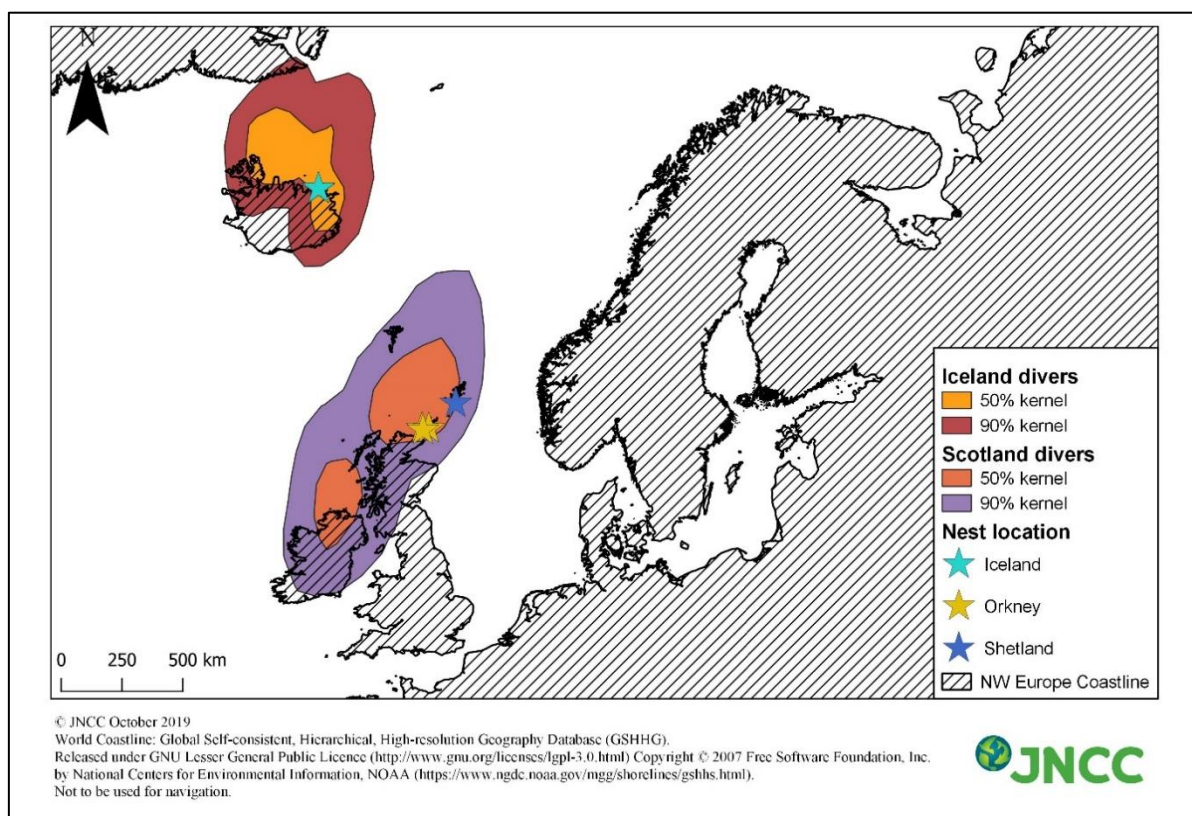 N
Iceland divers
50% kernel
90% kernel
Scotland divers
50% kernel
90% kernel
Nest location
Iceland
Orkney
Shetland
NW Europe Coastline
0 250 500 km
© JNCC October 2019
World Coastline: Global Self-consistent, Hierarchical, High-resolution Geography Database (GSHHG).
Released under GNU Lesser General Public Licence (http://www.gnu.org/licenses/lgpl-3.0.html) Copyright © 2007 Free Software Foundation, Inc.
by National Centers for Environmental Information, NOAA (https://www.ngdc.noaa.gov/mgg/shorelines/gshhs.html).
Not to be used for navigation.
JNCC